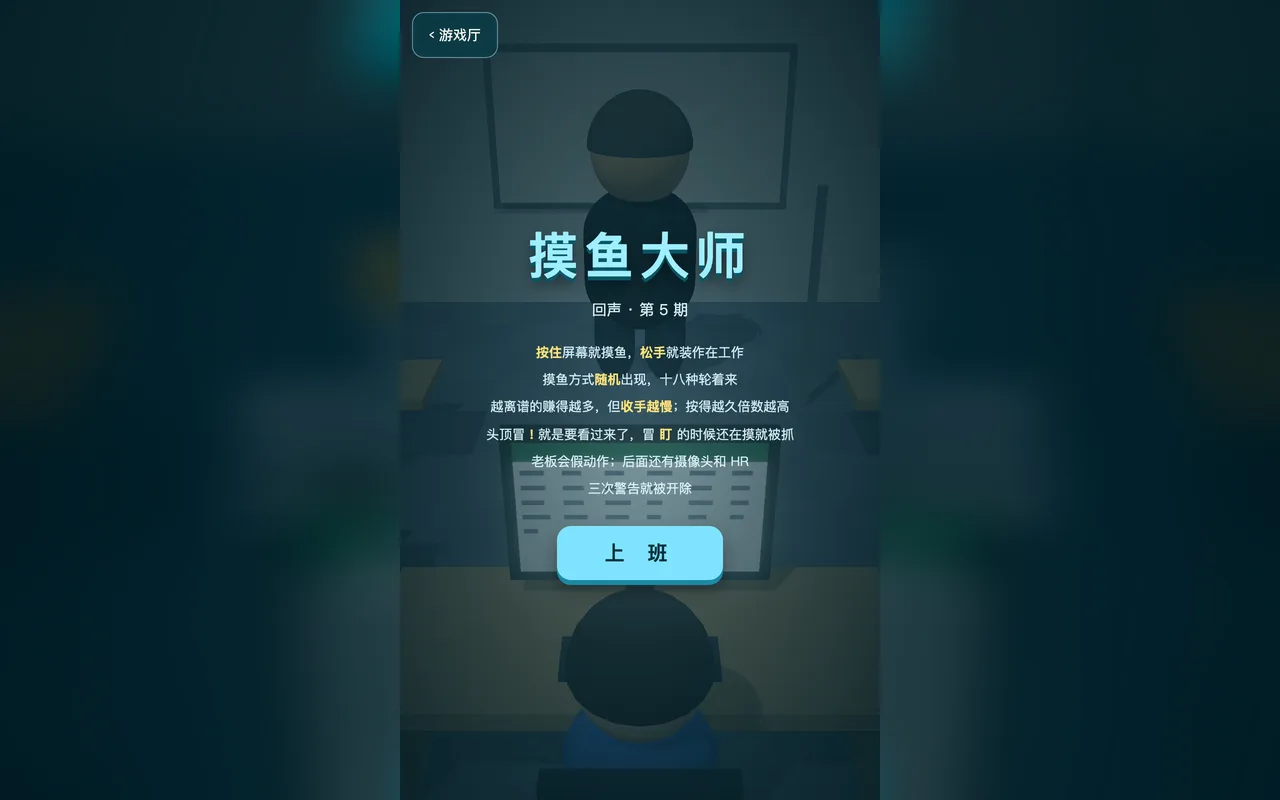 < 游戏厅
摸鱼大师
回声 · 第 5 期
按住屏幕就摸鱼，松手就装作在工作
摸鱼方式随机出现，十八种轮着来
越离谱的赚得越多，但收手越慢；按得越久倍数越高
头顶冒 ! 就是要看过来了，冒 盯 的时候还在摸就被抓
老板会假动作；后面还有摄像头和 HR
三次警告就被开除
上 班